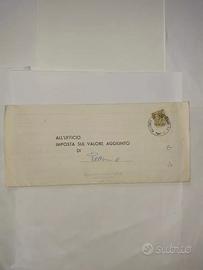 ALL'UFFICIO
IMPOSTA SUL VALORE AGGIUNTO
DI
subito